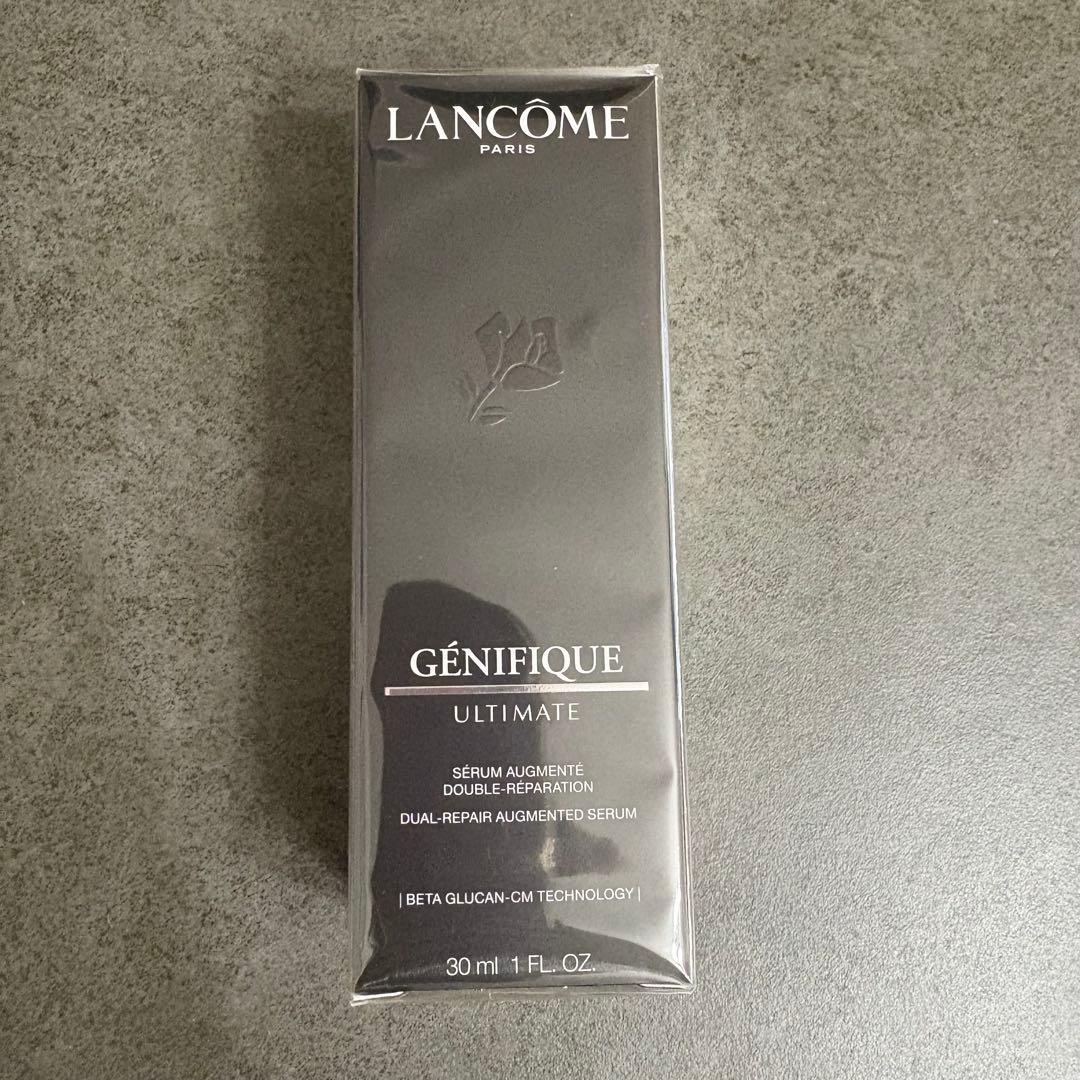 LANCÔME
PARIS
GÉNIFIQUE
ULTIMATE
SÉRUM AUGMENTÉ
DOUBLE-RÉPARATION
DUAL-REPAIR AUGMENTED SERUM
| BETA GLUCAN-CM TECHNOLOGY |
30 ml 1 FL. OZ.